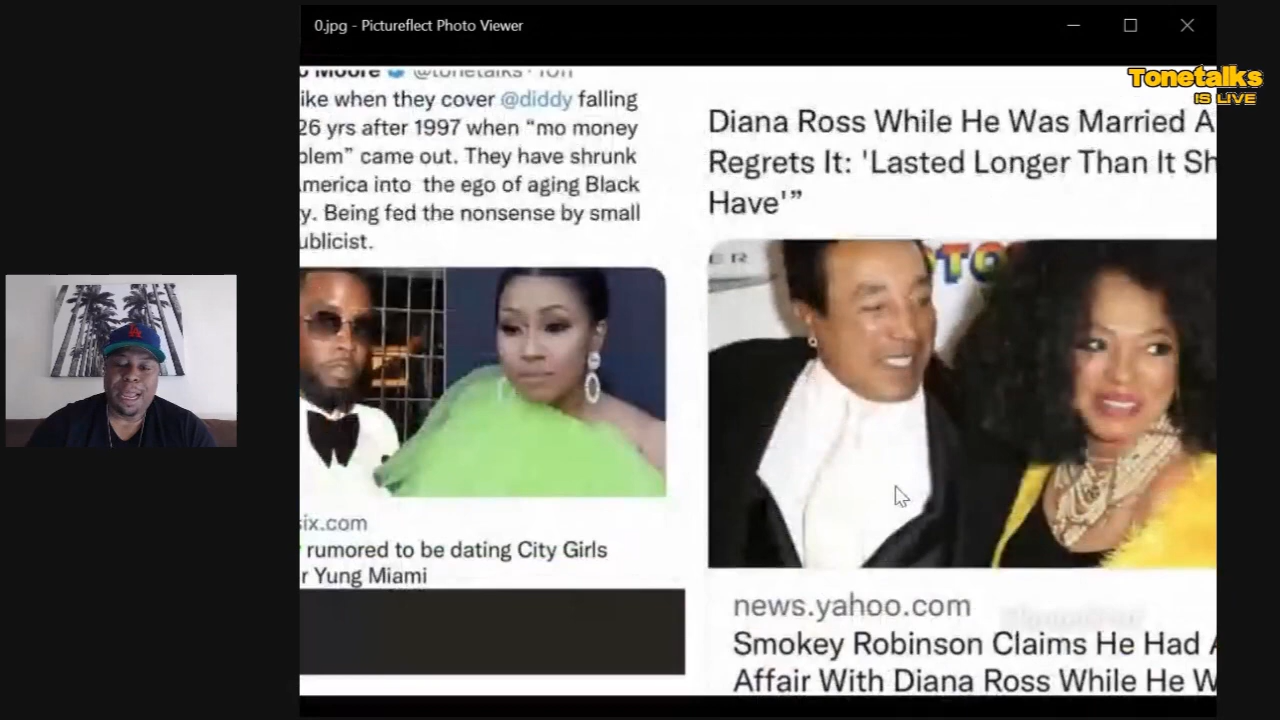 0.jpg - Pictureflect Photo Viewer
Tonetalks
IS LIVE
Moore @tonetalks
ike when they cover @diddy falling
26 yrs after 1997 when “mo money
blem” came out. They have shrunk
merica into the ego of aging Black
y. Being fed the nonsense by small
ublicist.
six.com
rumored to be dating City Girls
r Yung Miami
Diana Ross While He Was Married A
Regrets It: 'Lasted Longer Than It Sh
Have'”
ER
OTO
news.yahoo.com
Smokey Robinson Claims He Had A
Affair With Diana Ross While He W